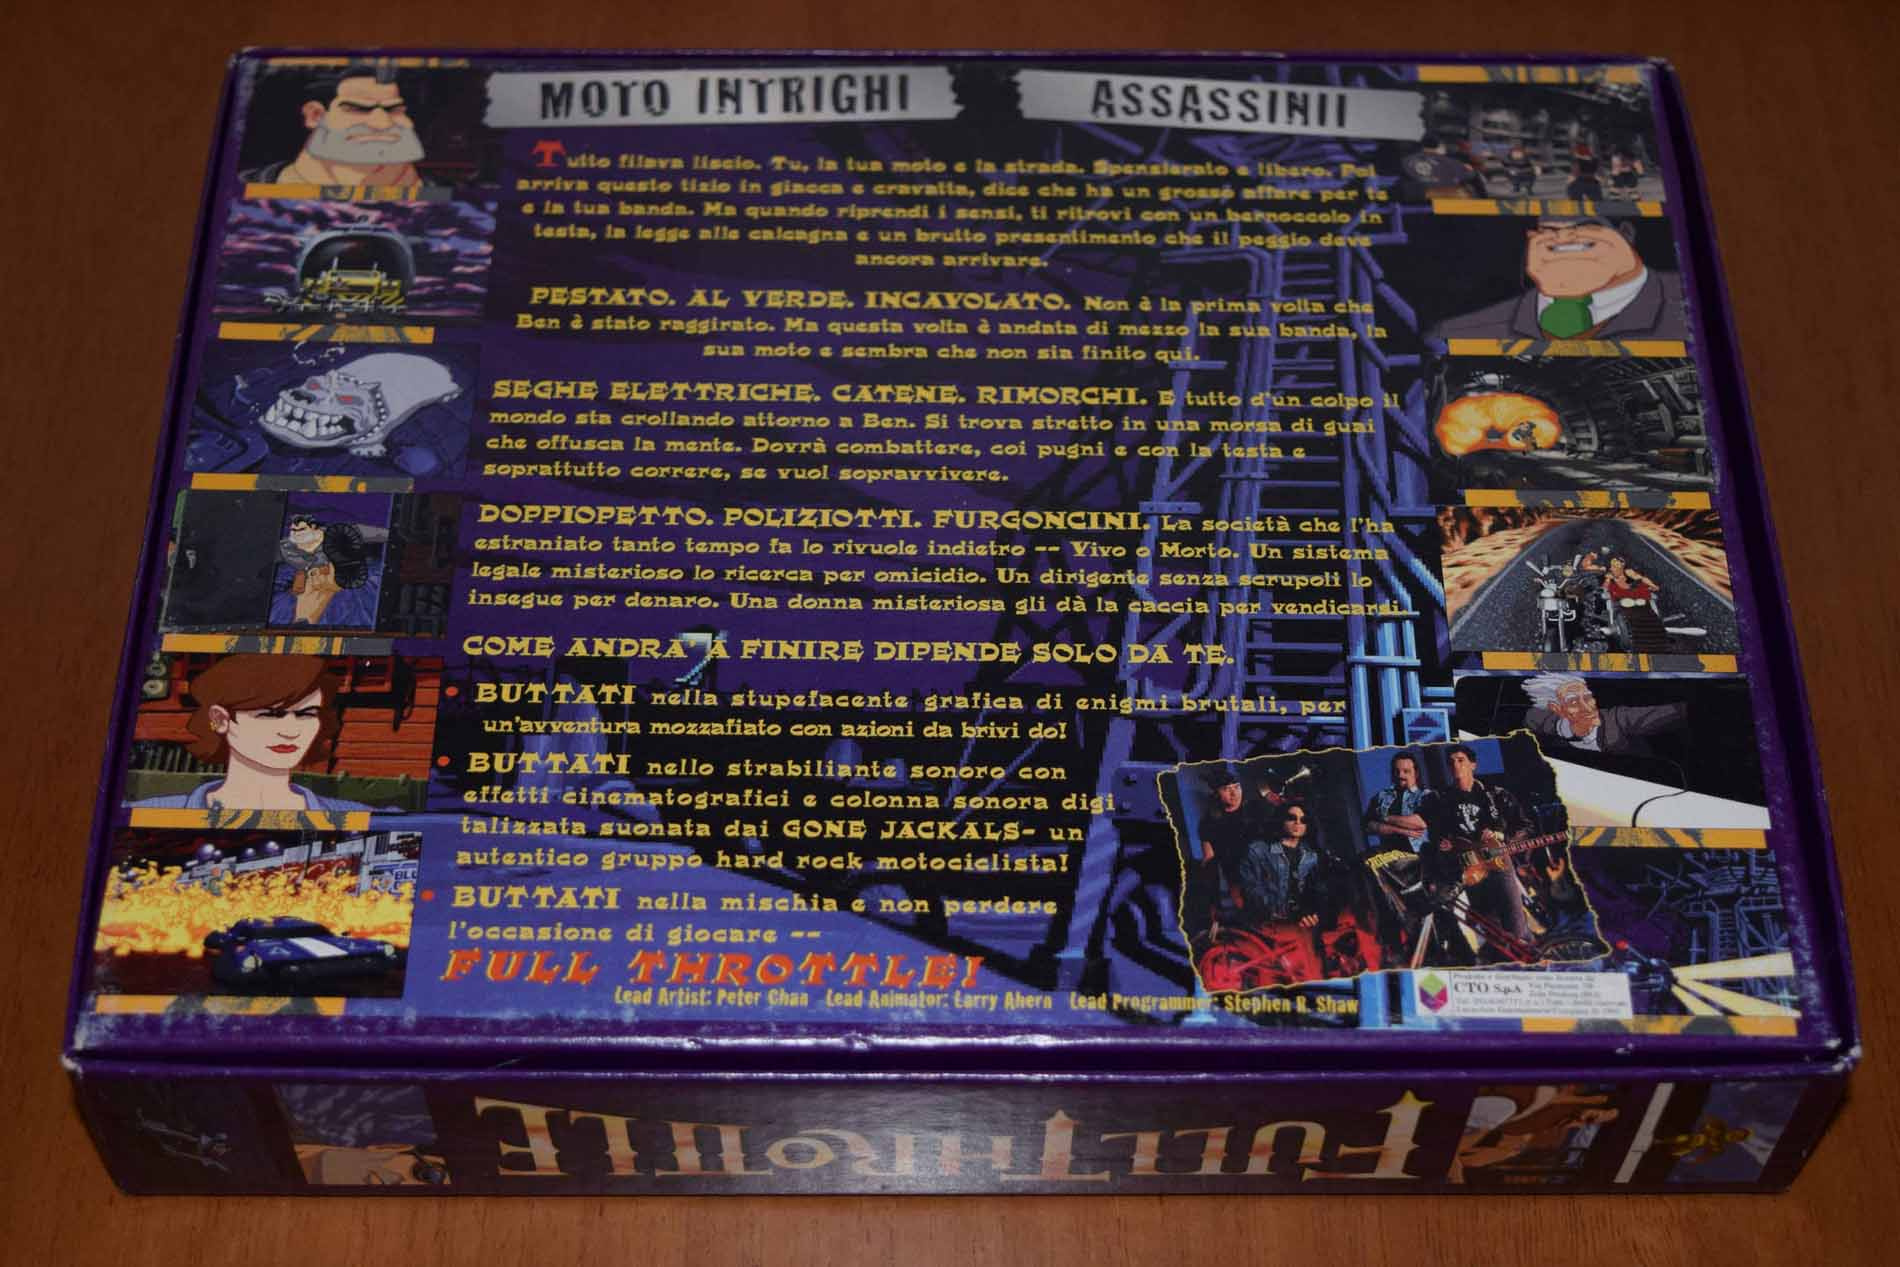 MOTO INTRIGHI ASSASSINII
Tutto filava liscio. Tu, la tua moto e la strada. Spensierato e libero. Poi
arriva questo tizio in giacca e cravatta, dice che ha un grosso affare per te
e la tua banda. Ma quando riprendi i sensi, ti ritrovi con un bernoccolo in
testa, la legge alle calcagna e un brutto presentimento che il peggio deve
ancora arrivare.
PESTATO. AL VERDE. INCAVOLATO. Non è la prima volta che
Ben è stato raggirato. Ma questa volta è andata di mezzo la sua banda, la
sua moto e sembra che non sia finito qui.
SEGHE ELETTRICHE. CATENE. RIMORCHI. E tutto d'un colpo il
mondo sta crollando attorno a Ben. Si trova stretto in una morsa di guai
che offusca la mente. Dovrà combattere, coi pugni e con la testa e
soprattutto correre, se vuol sopravvivere.
DOPPIOPETTO. POLIZIOTTI. FURGONCINI. La società che l'ha
estraniato tanto tempo fa lo rivuole indietro -- Vivo o Morto. Un sistema
legale misterioso lo ricerca per omicidio. Un dirigente senza scrupoli lo
insegue per denaro. Una donna misteriosa gli dà la caccia per vendicarsi.
COME ANDRA' A FINIRE DIPENDE SOLO DA TE.
• BUTTATI nella stupefacente grafica di enigmi brutali, per
un'avventura mozzafiato con azioni da brivi do!
• BUTTATI nello strabiliante sonoro con
effetti cinematografici e colonna sonora digi
talizzata suonata dai GONE JACKALS- un
autentico gruppo hard rock motociclista!
• BUTTATI nella mischia e non perdere
l'occasione di giocare --
FULL THROTTLE!
Lead Artist: Peter Chan Lead Animator: Larry Ahern Lead Programmer: Stephen R. Shaw
CTO S.p.A
FULL THROTTLE